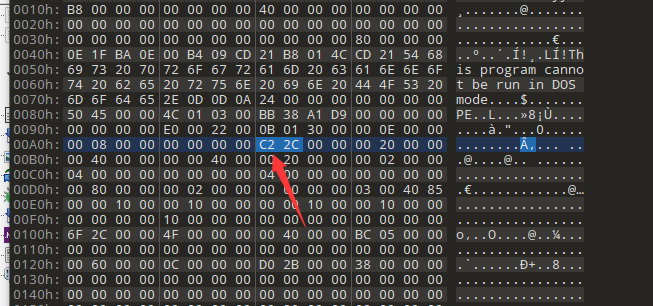 0010h: B8 00 00 00 00 00 00 00 40 00 00 00 00 00 00 00 ¸.......@.......
0020h: 00 00 00 00 00 00 00 00 00 00 00 00 00 00 00 00 ................
0030h: 00 00 00 00 00 00 00 00 00 00 00 00 80 00 00 00 ............€...
0040h: 0E 1F BA 0E 00 B4 09 CD 21 B8 01 4C CD 21 54 68 ..º..´.Í!¸.LÍ!Th
0050h: 69 73 20 70 72 6F 67 72 61 6D 20 63 61 6E 6E 6F is program canno
0060h: 74 20 62 65 20 72 75 6E 20 69 6E 20 44 4F 53 20 t be run in DOS
0070h: 6D 6F 64 65 2E 0D 0D 0A 24 00 00 00 00 00 00 00 mode....$.......
0080h: 50 45 00 00 4C 01 03 00 BB 38 A1 D9 00 00 00 00 PE..L...»8¡Ù....
0090h: 00 00 00 00 E0 00 22 00 0B 01 30 00 00 0E 00 00 ....à."...0.....
00A0h: 00 08 00 00 00 00 00 00 C2 2C 00 00 00 20 00 00 ........Â,... ..
00B0h: 00 40 00 00 00 00 40 00 00 20 00 00 00 02 00 00 .@....@.. ......
00C0h: 04 00 00 00 00 00 00 00 04 00 00 00 00 00 00 00 ................
00D0h: 00 80 00 00 00 02 00 00 00 00 00 00 03 00 40 85 .€............@…
00E0h: 00 00 10 00 00 10 00 00 00 00 10 00 00 10 00 00 ................
00F0h: 00 00 00 00 10 00 00 00 00 00 00 00 00 00 00 00 ................
0100h: 6F 2C 00 00 4F 00 00 00 00 40 00 00 BC 05 00 00 o,..O....@..¼...
0110h: 00 00 00 00 00 00 00 00 00 00 00 00 00 00 00 00 ................
0120h: 00 60 00 00 0C 00 00 00 D0 2B 00 00 38 00 00 00 .`......Ð+..8...
0130h: 00 00 00 00 00 00 00 00 00 00 00 00 00 00 00 00 ................